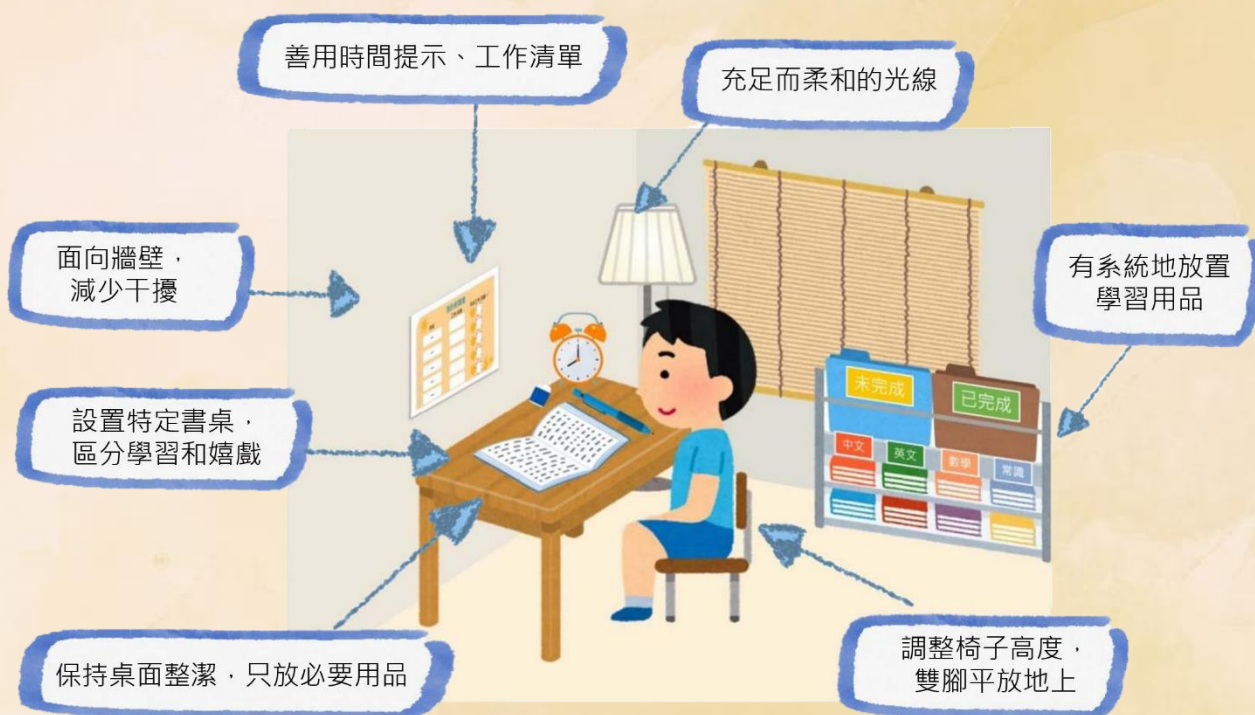 善用時間提示、工作清單
充足而柔和的光線
面向牆壁，
減少干擾
有系統地放置
學習用品
未完成
已完成
中文
英文
數學
常識
設置特定書桌，
區分學習和嬉戲
保持桌面整潔，只放必要用品
調整椅子高度，
雙腳平放地上